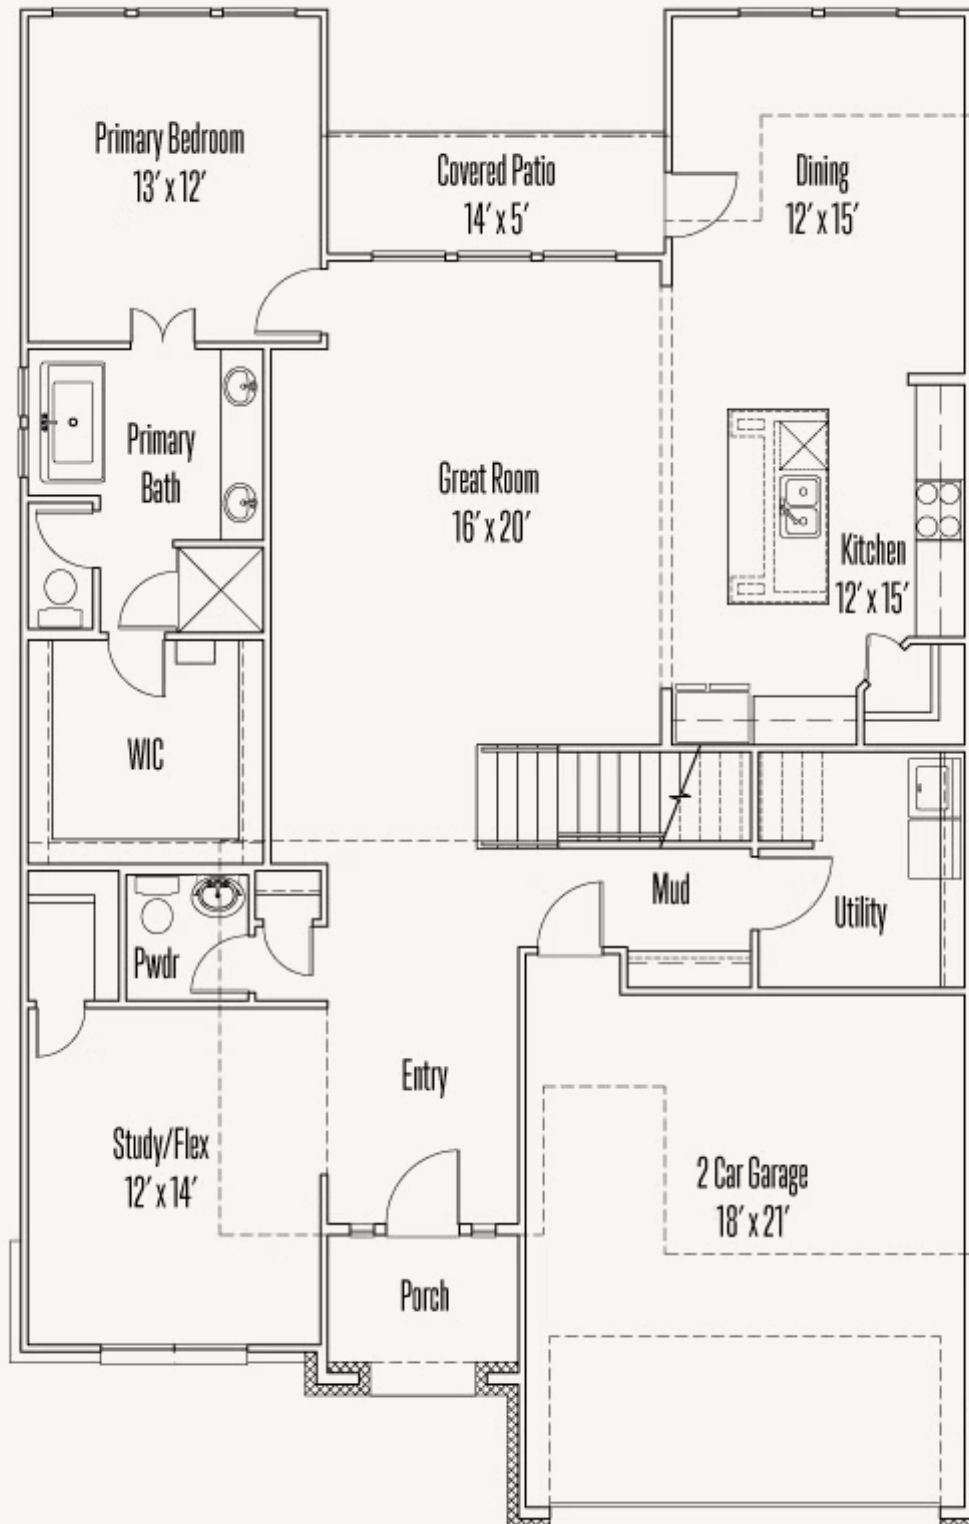 Primary Bedroom
13' x 12'
Covered Patio
14' x 5'
Dining
12' x 15'
Primary
Bath
Great Room
16' x 20'
Kitchen
12' x 15'
WIC
Mud
Utility
Pwdr
Entry
Study/Flex
12' x 14'
2 Car Garage
18' x 21'
Porch